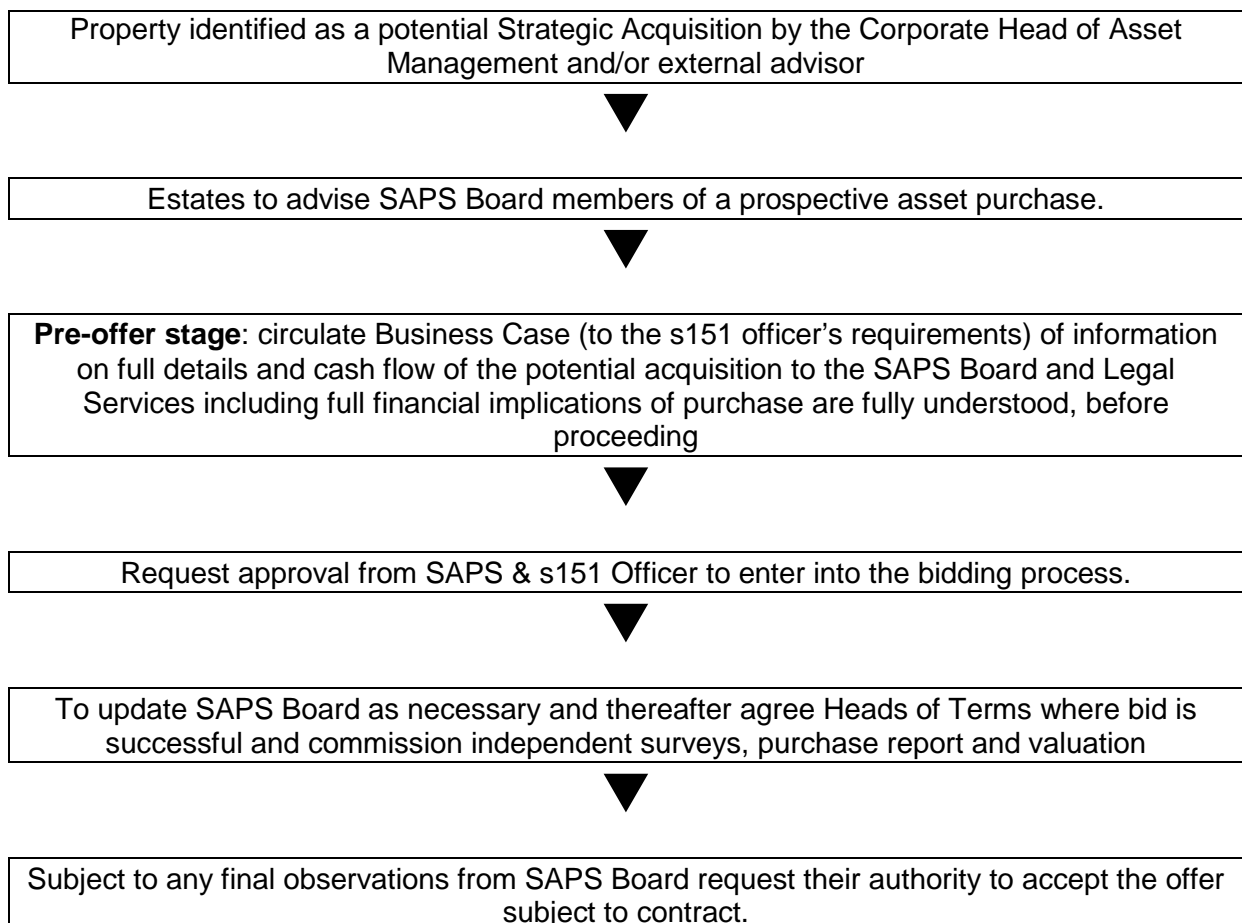 Property identified as a potential Strategic Acquisition by the Corporate Head of Asset
Management and/or external advisor
Estates to advise SAPS Board members of a prospective asset purchase.
Pre-offer stage: circulate Business Case (to the s151 officer’s requirements) of information
on full details and cash flow of the potential acquisition to the SAPS Board and Legal
Services including full financial implications of purchase are fully understood, before
proceeding
Request approval from SAPS & s151 Officer to enter into the bidding process.
To update SAPS Board as necessary and thereafter agree Heads of Terms where bid is
successful and commission independent surveys, purchase report and valuation
Subject to any final observations from SAPS Board request their authority to accept the offer
subject to contract.